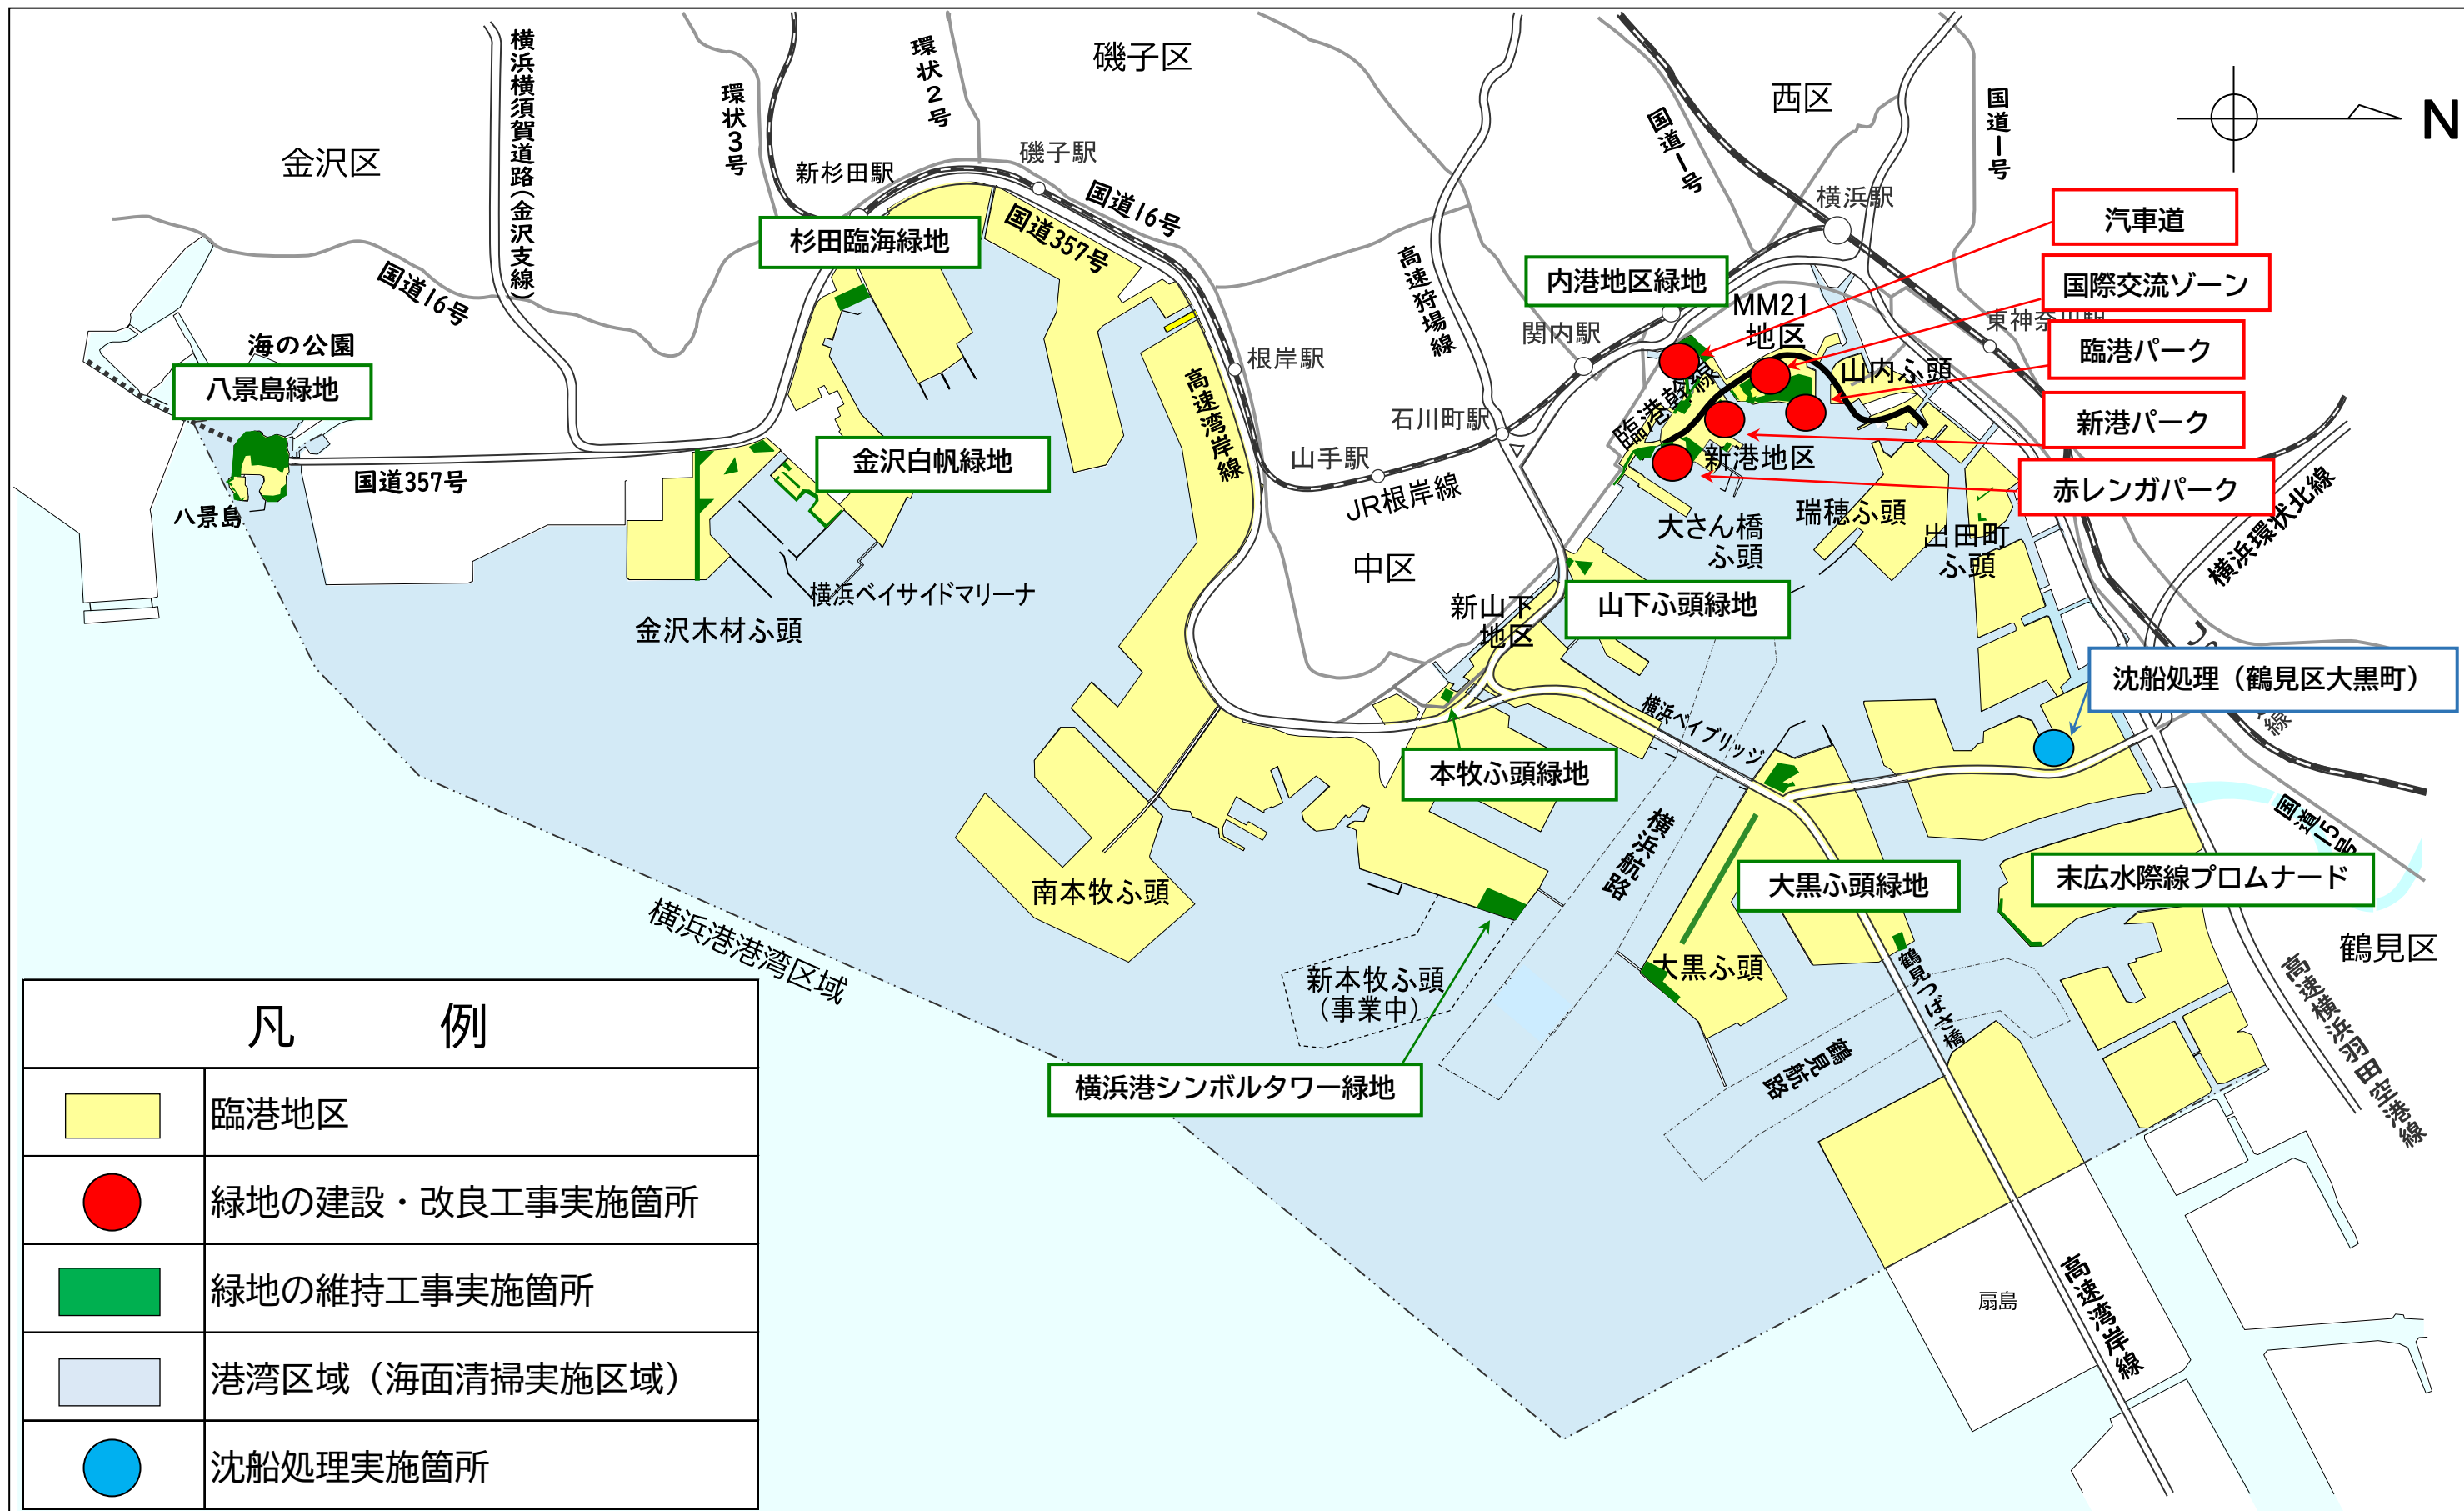 横浜横須賀道路(金沢支線)
環状3号
環状2号
磯子区
西区
国道1号
国道1号
N
金沢区
新杉田駅
磯子駅
国道16号
横浜駅
汽車道
杉田臨海緑地
国道357号
高速狩場線
内港地区緑地
国際交流ゾーン
国道16号
MM21
地区
東神奈川駅
海の公園
関内駅
臨港パーク
八景島緑地
根岸駅
山内ふ頭
高速湾岸線
臨港幹線
石川町駅
新港パーク
金沢白帆緑地
山手駅
新港地区
国道357号
JR根岸線
赤レンガパーク
八景島
大さん橋
ふ頭
瑞穂ふ頭
出田町
ふ頭
横浜環状北線
中区
横浜ベイサイドマリーナ
新山下
地区
山下ふ頭緑地
金沢木材ふ頭
沈船処理（鶴見区大黒町）
横浜ベイブリッジ
本牧ふ頭緑地
横浜航路
国道15号
南本牧ふ頭
大黒ふ頭緑地
末広水際線プロムナード
横浜港港湾区域
鶴見区
新本牧ふ頭
（事業中）
大黒ふ頭
鶴見つばさ橋
高速横浜羽田空港線
鶴見航路
横浜港シンボルタワー緑地
扇島
高速湾岸線
凡　例
臨港地区
緑地の建設・改良工事実施箇所
緑地の維持工事実施箇所
港湾区域（海面清掃実施区域）
沈船処理実施箇所